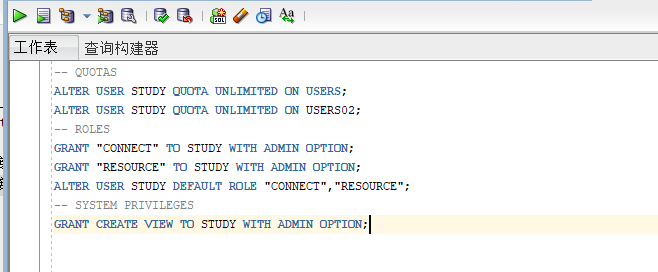 SQL
Aa
工作表
查询构建器
-- QUOTAS
ALTER USER STUDY QUOTA UNLIMITED ON USERS;
ALTER USER STUDY QUOTA UNLIMITED ON USERS02;
-- ROLES
GRANT "CONNECT" TO STUDY WITH ADMIN OPTION;
GRANT "RESOURCE" TO STUDY WITH ADMIN OPTION;
ALTER USER STUDY DEFAULT ROLE "CONNECT","RESOURCE";
-- SYSTEM PRIVILEGES
GRANT CREATE VIEW TO STUDY WITH ADMIN OPTION;